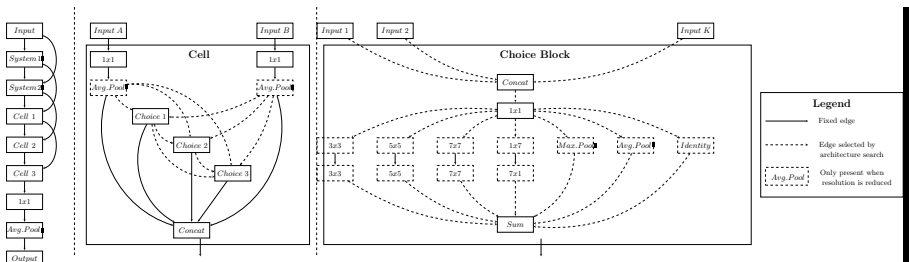 Input
System1
System2
Cell 1
Cell 2
Cell 3
1x1
Avg.Pool
Output
Input A
Input B
Cell
1x1
1x1
Avg.Pool
Avg.Pool
Choice 1
Choice 2
Choice 3
Concat
Input 1
Input 2
Input K
Choice Block
Concat
1x1
3x3
5x5
7x7
1x7
Max.Pool
Avg.Pool
Identity
3x3
5x5
7x7
7x1
Sum
Legend
Fixed edge
Edge selected by
architecture search
Avg.Pool
Only present when
resolution is reduced